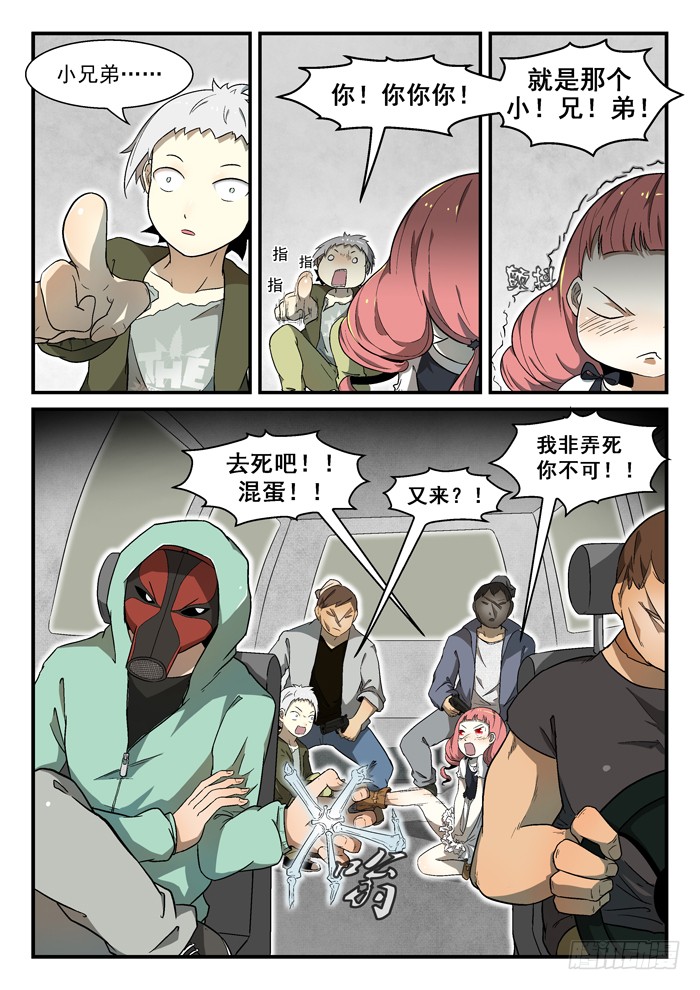 小兄弟……
你！你你你！
就是那个
小！兄！弟！
指
指
指
指
颤抖
去死吧！！
混蛋！！
又来？！
我非弄死
你不可！！
THE
嗡
腾讯动漫